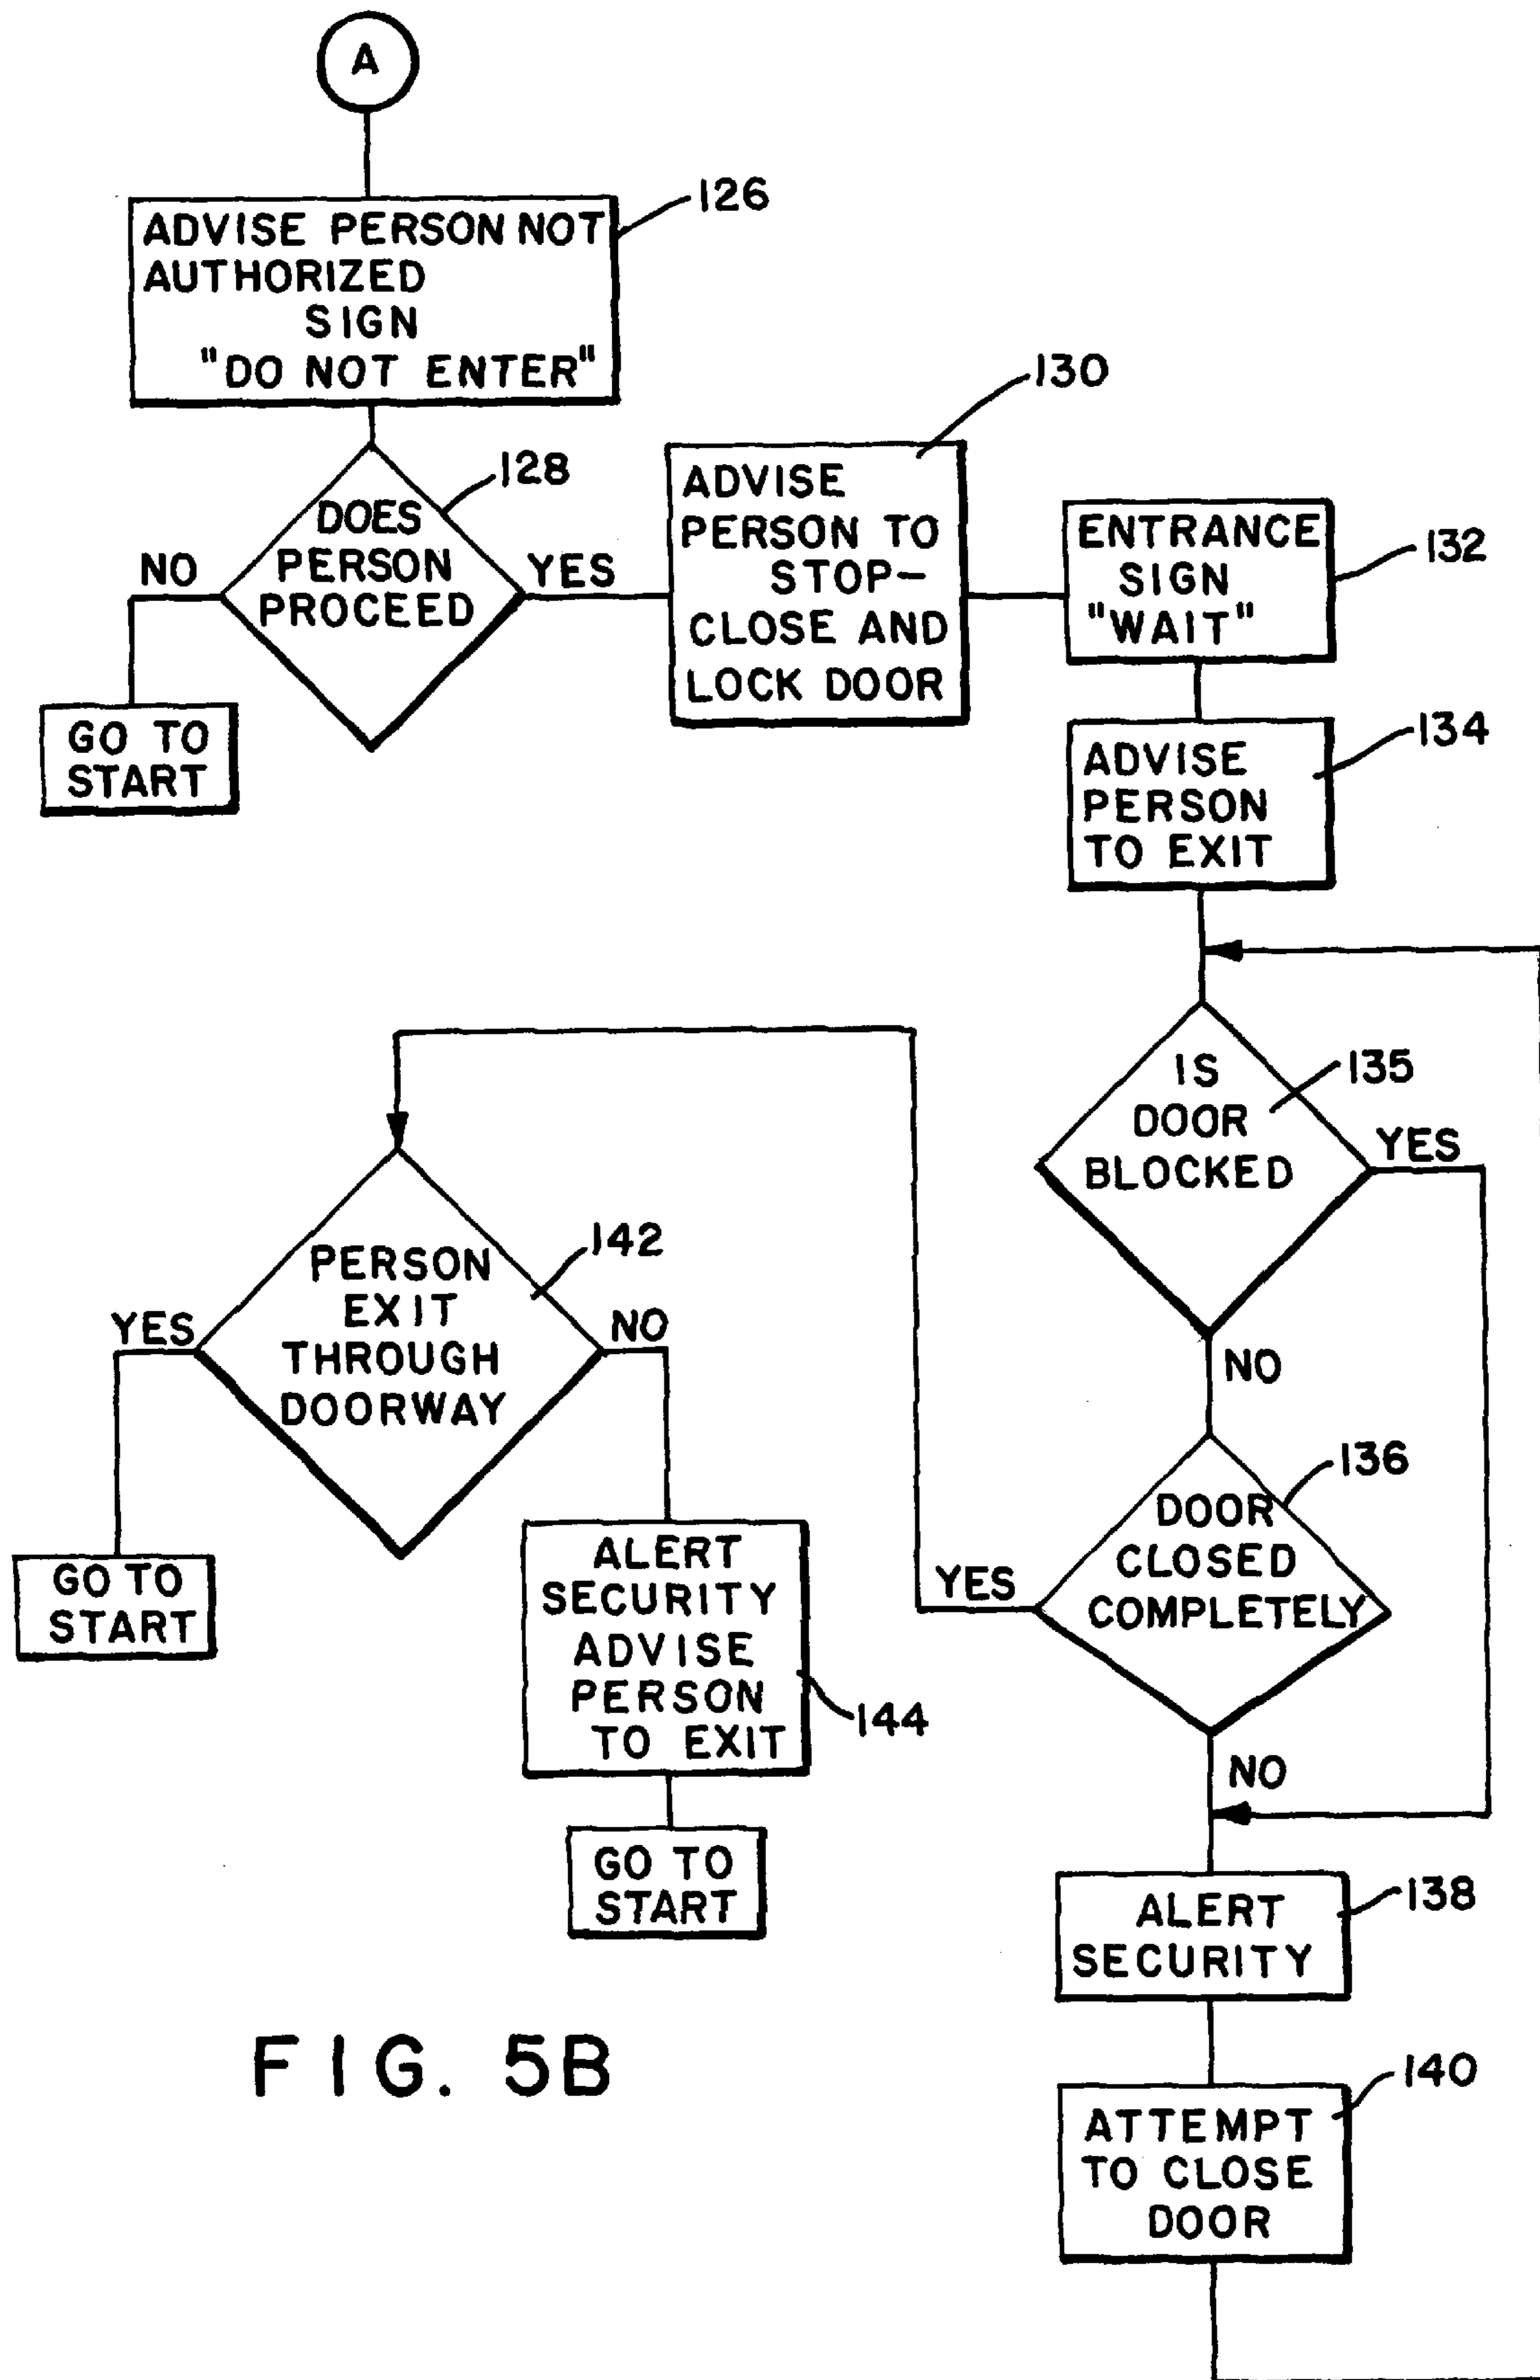 A
126
ADVISE PERSON NOT
AUTHORIZED
SIGN
"DO NOT ENTER"
128
DOES
PERSON
PROCEED
NO
YES
GO TO
START
130
ADVISE
PERSON TO
STOP-
CLOSE AND
LOCK DOOR
132
ENTRANCE
SIGN
"WAIT"
134
ADVISE
PERSON
TO EXIT
135
IS
DOOR
BLOCKED
YES
NO
136
DOOR
CLOSED
COMPLETELY
YES
NO
142
PERSON
EXIT
THROUGH
DOORWAY
YES
NO
GO TO
START
ALERT
SECURITY
ADVISE
PERSON
TO EXIT
144
GO TO
START
138
ALERT
SECURITY
140
ATTEMPT
TO CLOSE
DOOR
FIG. 5B